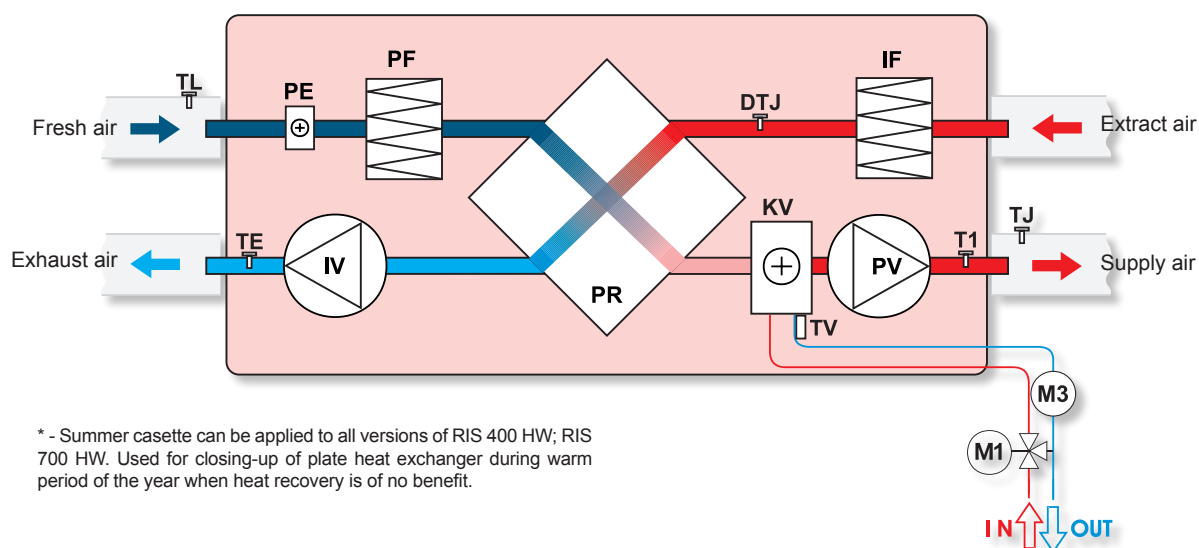 PF
IF
TL
PE
DTJ
Fresh air
Extract air
KV
TJ
TE
T1
Exhaust air
IV
PV
Supply air
PR
TV
M3
* - Summer casette can be applied to all versions of RIS 400 HW; RIS
700 HW. Used for closing-up of plate heat exchanger during warm
period of the year when heat recovery is of no benefit.
M1
IN
OUT